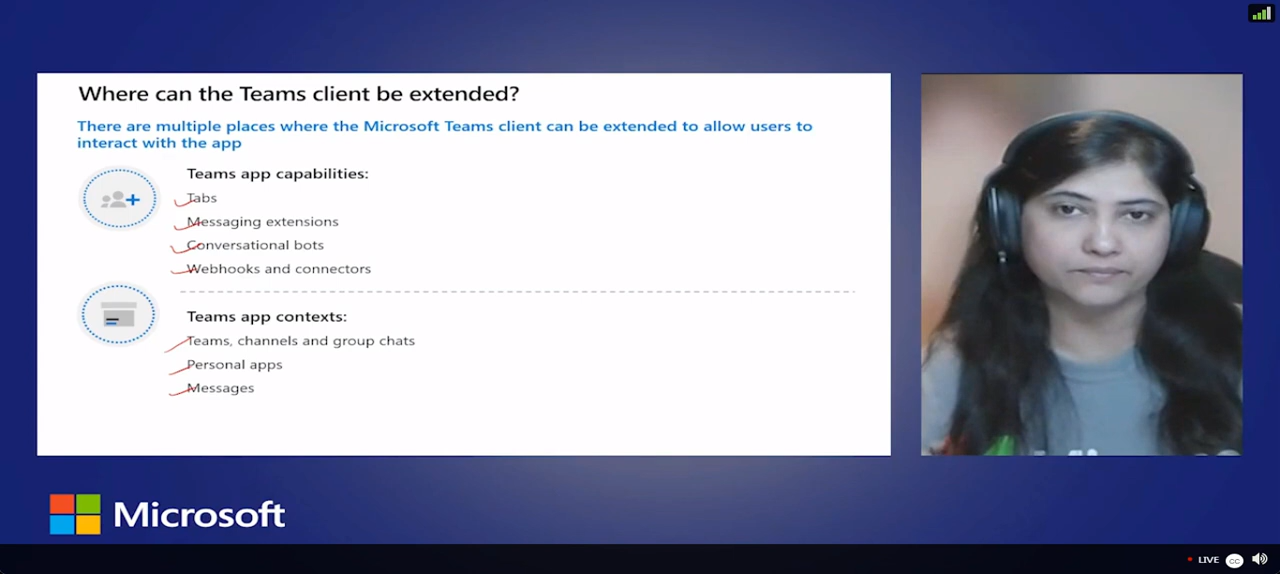 Where can the Teams client be extended?
There are multiple places where the Microsoft Teams client can be extended to allow users to
interact with the app
Teams app capabilities:
Tabs
Messaging extensions
Conversational bots
Webhooks and connectors
Teams app contexts:
Teams, channels and group chats
Personal apps
Messages
Microsoft
LIVE
CC